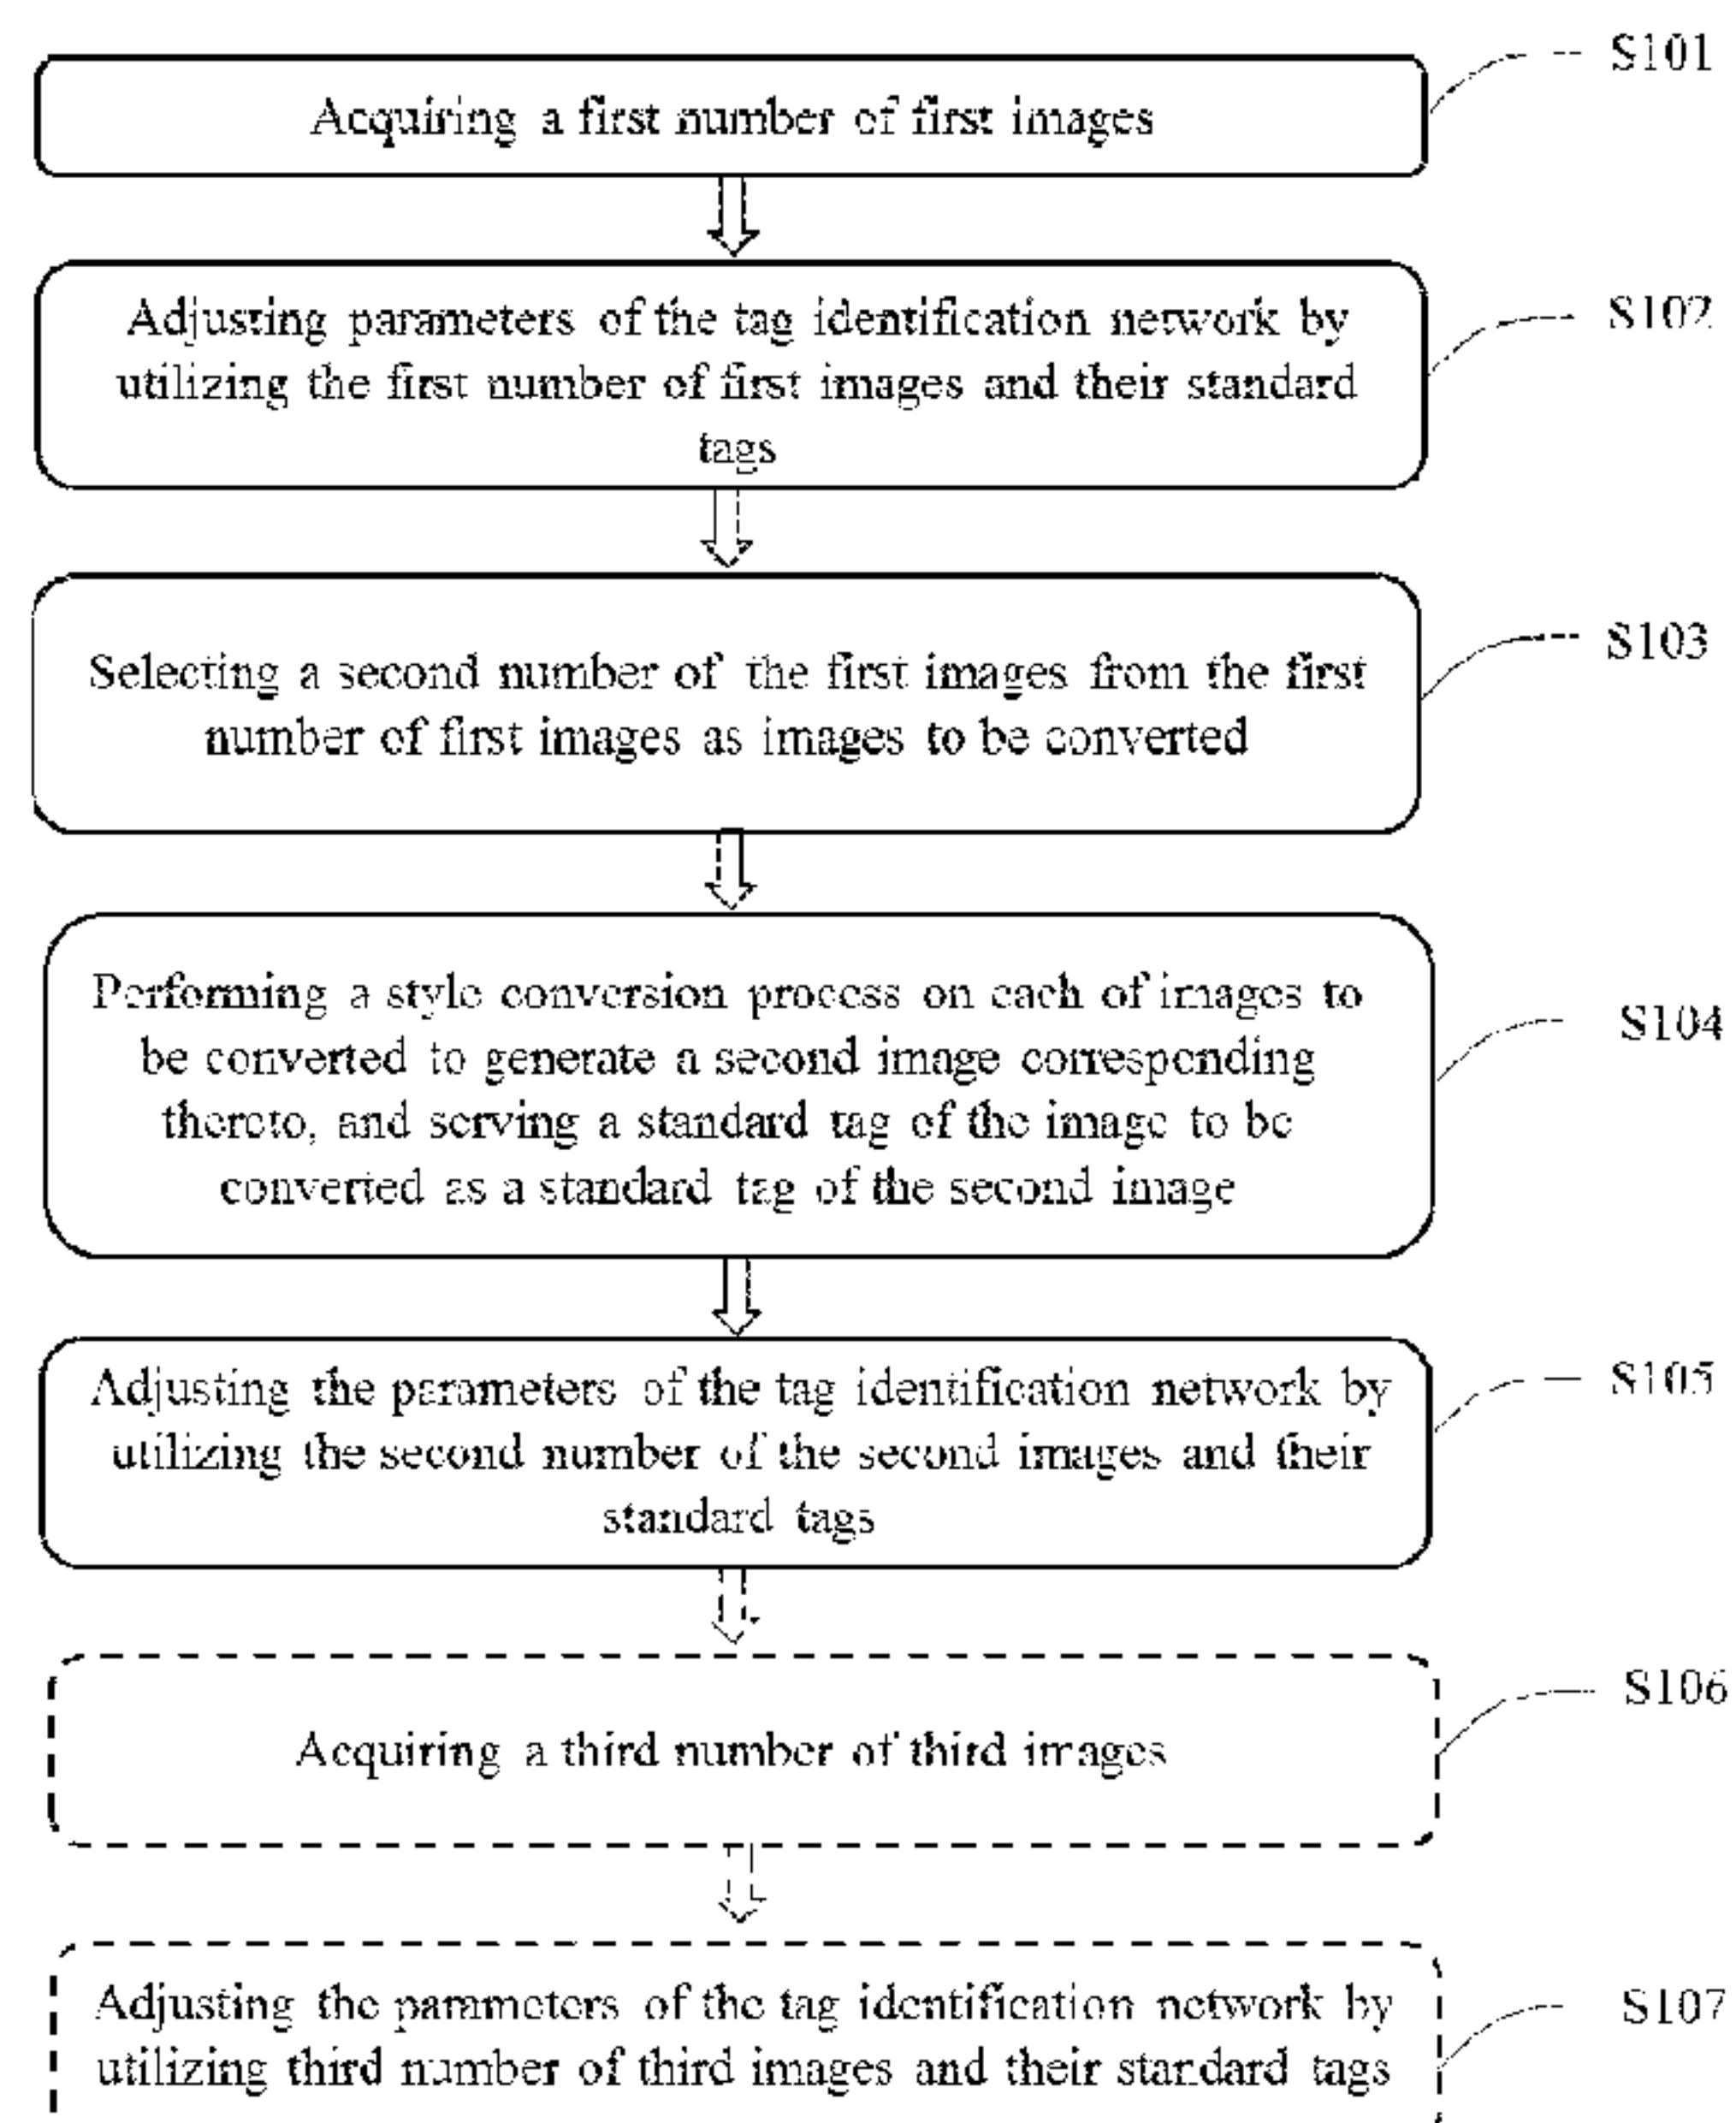 S101
Acquiring a first number of first images
S102
Adjusting parameters of the tag identification network by
utilizing the first number of first images and their standard
tags
S103
Selecting a second number of the first images from the first
number of first images as images to be converted
S104
Performing a style conversion process on each of images to
be converted to generate a second image corresponding
thereto, and serving a standard tag of the image to be
converted as a standard tag of the second image
S105
Adjusting the parameters of the tag identification network by
utilizing the second number of the second images and their
standard tags
S106
Acquiring a third number of third images
S107
Adjusting the parameters of the tag identification network by
utilizing third number of third images and their standard tags